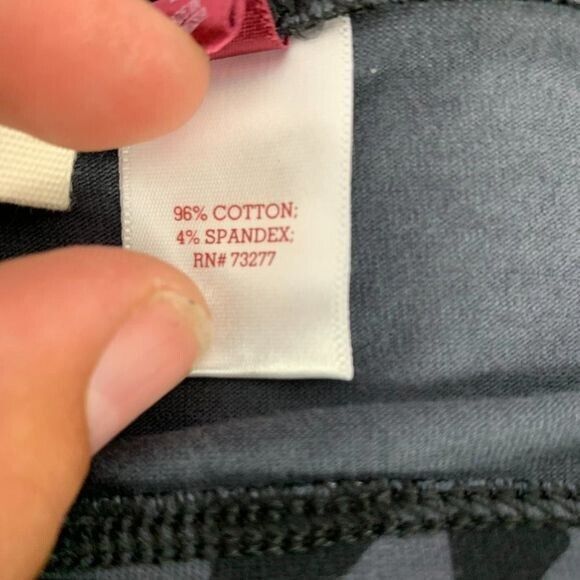 96% COTTON;
4% SPANDEX;
RN# 73277